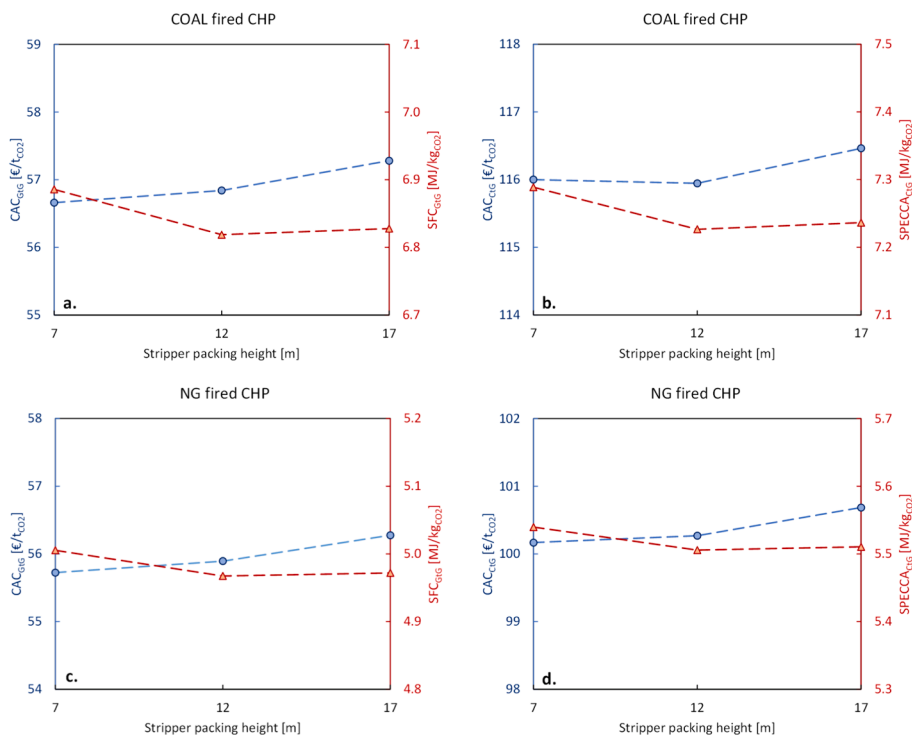 COAL fired CHP
59
58
57
56
55
CAC_GtG [€/t_CO2]
7.1
7.0
6.9
6.8
6.7
SFC_GtG [MJ/kg_CO2]
a.
7
12
17
Stripper packing height [m]
COAL fired CHP
118
117
116
115
114
CAC_CtG [€/t_CO2]
7.5
7.4
7.3
7.2
7.1
SPECCA_CtG [MJ/kg_CO2]
b.
7
12
17
Stripper packing height [m]
NG fired CHP
58
57
56
55
54
CAC_GtG [€/t_CO2]
5.2
5.1
5.0
4.9
4.8
SFC_GtG [MJ/kg_CO2]
c.
7
12
17
Stripper packing height [m]
NG fired CHP
102
101
100
99
98
CAC_CtG [€/t_CO2]
5.7
5.6
5.5
5.4
5.3
SPECCA_CtG [MJ/kg_CO2]
d.
7
12
17
Stripper packing height [m]